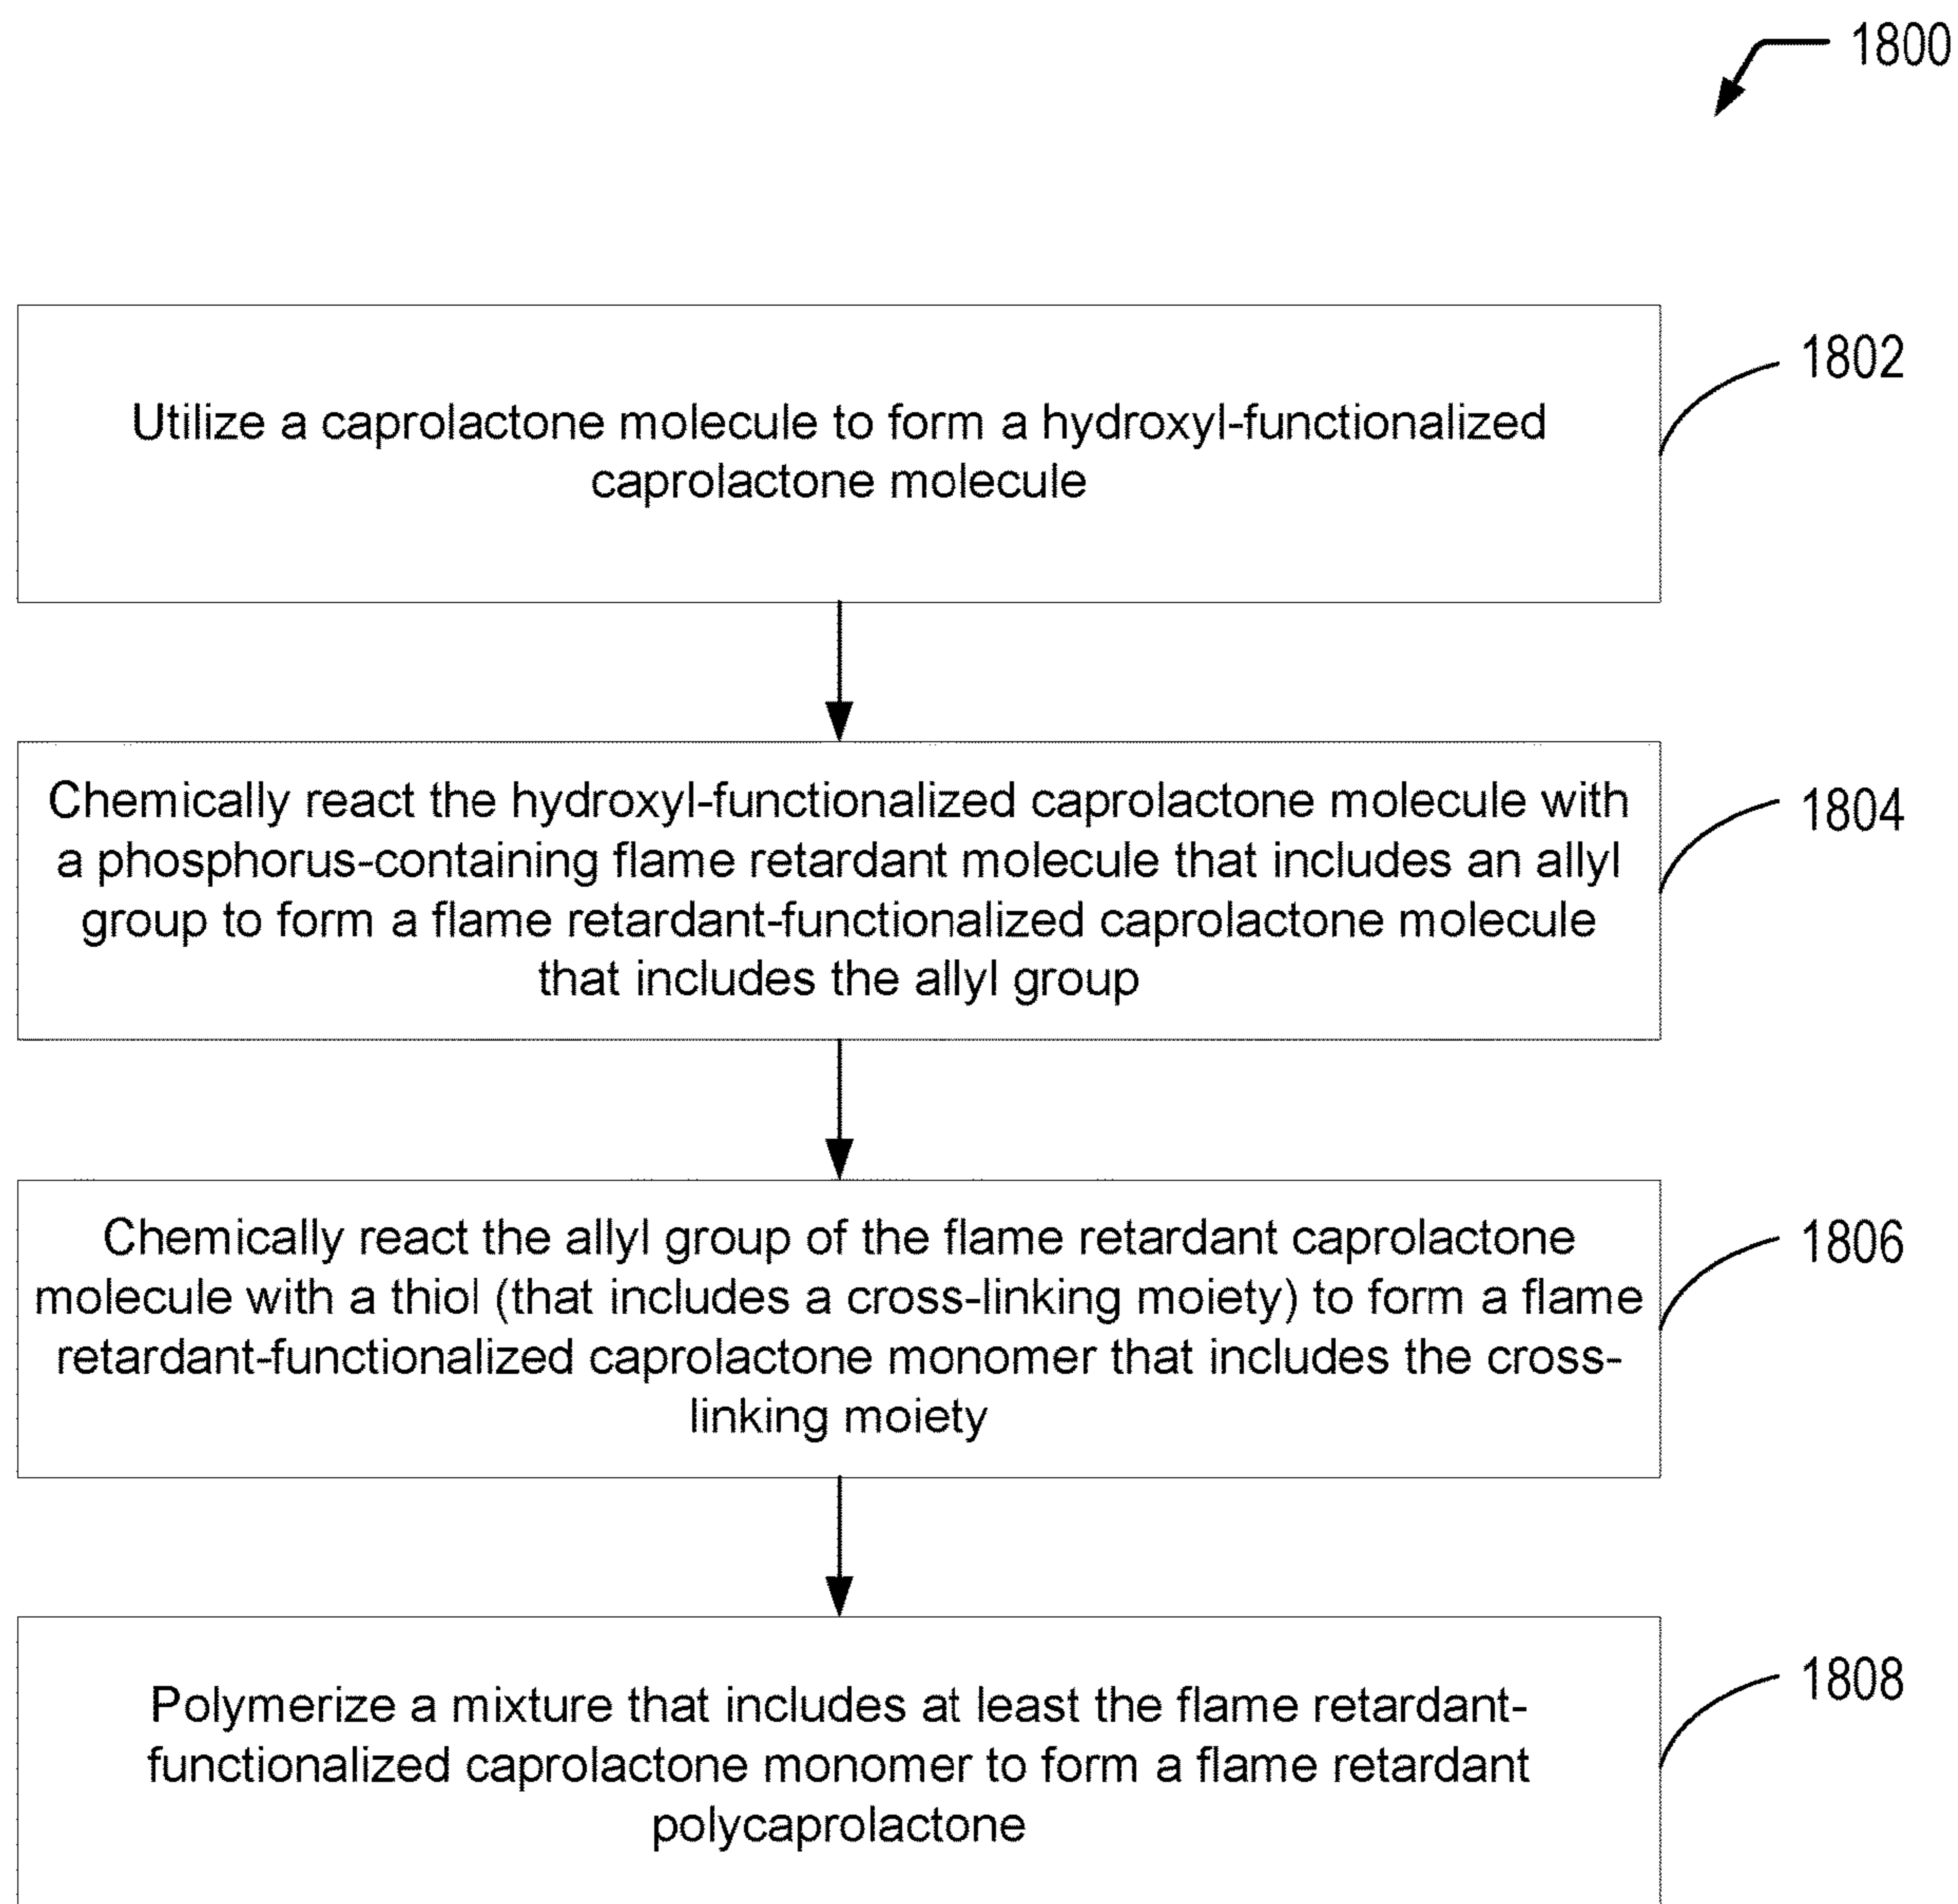 1800
Utilize a caprolactone molecule to form a hydroxyl-functionalized
caprolactone molecule
1802
Chemically react the hydroxyl-functionalized caprolactone molecule with
a phosphorus-containing flame retardant molecule that includes an allyl
group to form a flame retardant-functionalized caprolactone molecule
that includes the allyl group
1804
Chemically react the allyl group of the flame retardant caprolactone
molecule with a thiol (that includes a cross-linking moiety) to form a flame
retardant-functionalized caprolactone monomer that includes the cross-
linking moiety
1806
Polymerize a mixture that includes at least the flame retardant-
functionalized caprolactone monomer to form a flame retardant
polycaprolactone
1808